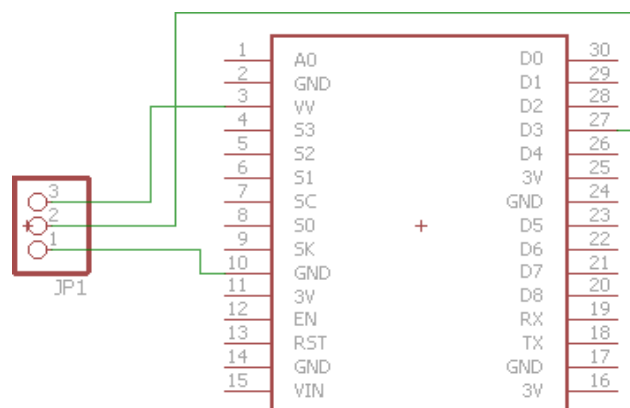 1 A0 D0 30
2 GND D1 29
3 VV D2 28
4 S3 D3 27
5 S2 D4 26
6 S1 3V 25
7 SC GND 24
8 S0 D5 23
9 SK D6 22
10 GND D7 21
11 3V D8 20
12 EN RX 19
13 RST TX 18
14 GND GND 17
15 VIN 3V 16
3
2
1
JP1